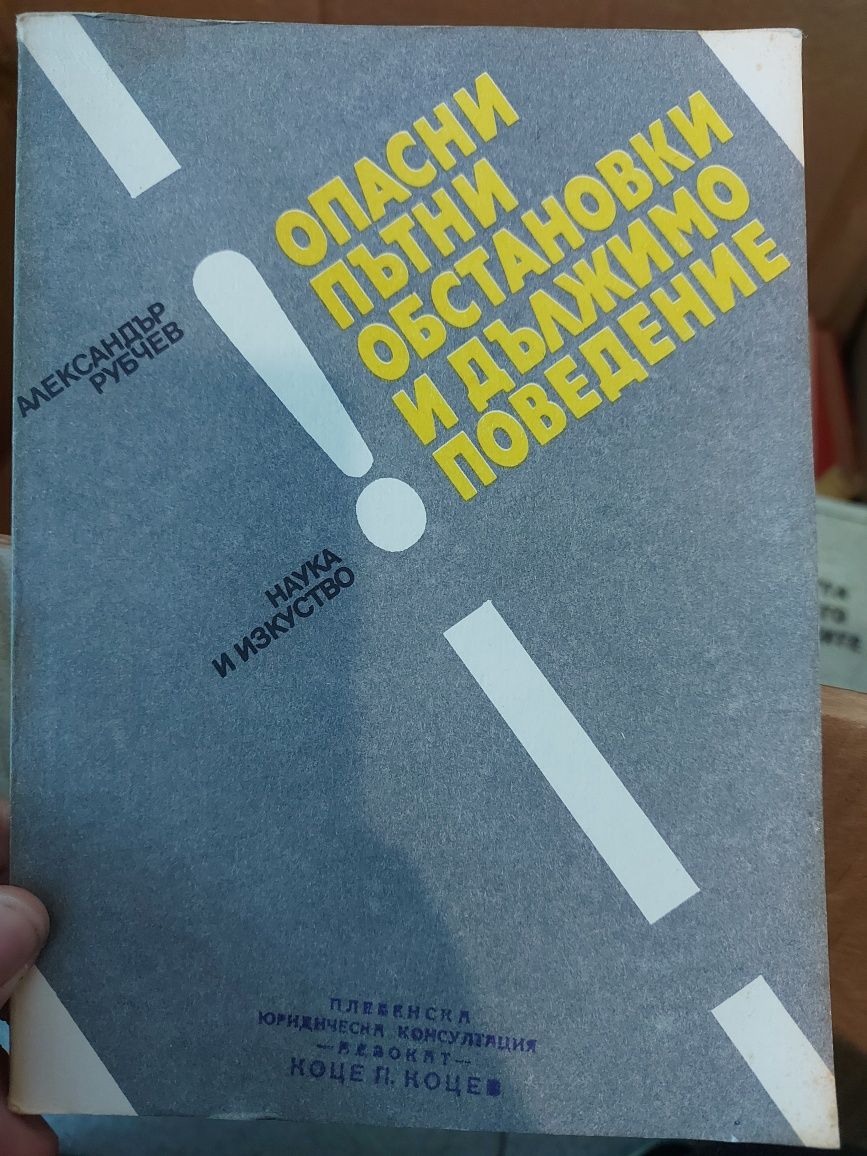 ОПАСНИ
ПЪТНИ
ОБСТАНОВКИ
И ДЪЛЖИМО
ПОВЕДЕНИЕ
АЛЕКСАНДЪР
РУБЧЕВ
НАУКА
И ИЗКУСТВО
ПЛЕВЕНСКА
ЮРИДИЧЕСКА КОНСУЛТАЦИЯ
—АДВОКАТ—
КОЦЕ П. КОЦЕВ